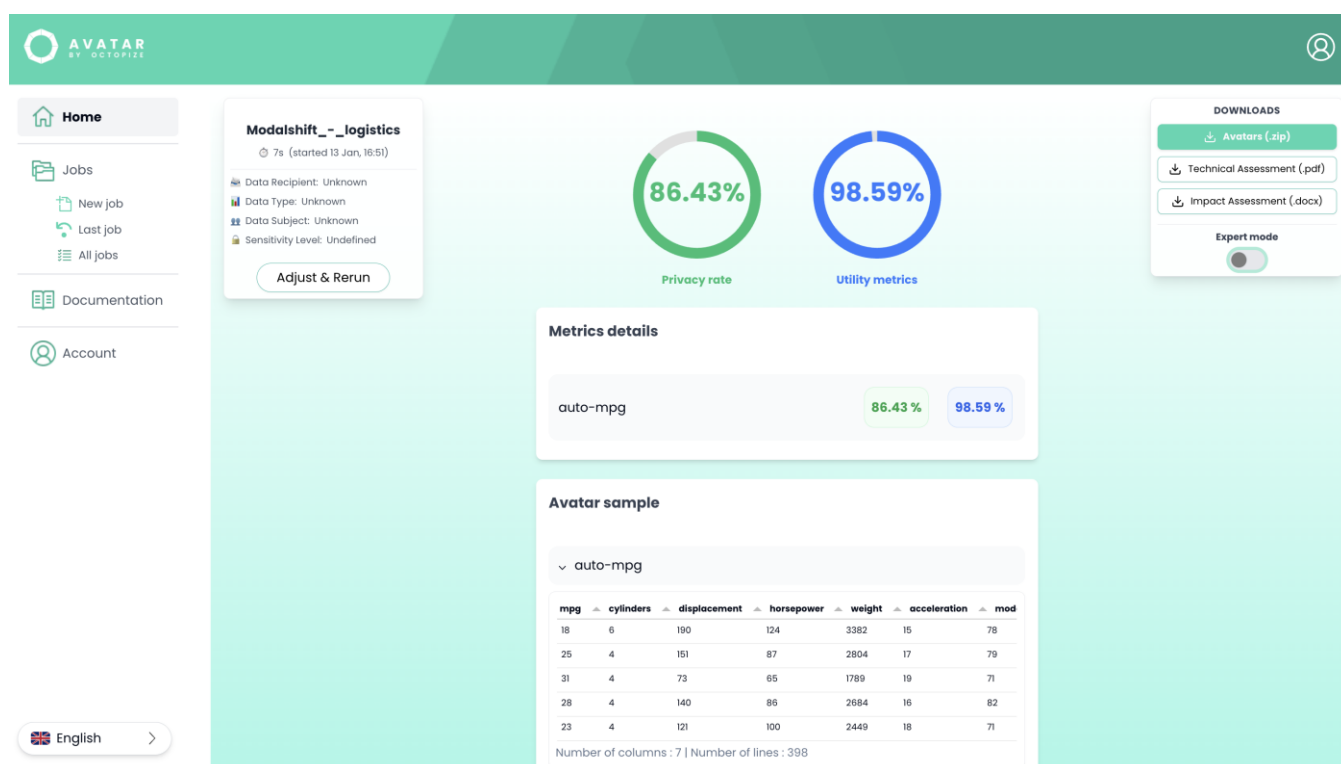 AVATAR
BY OCTOPIZE
Home
Jobs
New job
Last job
All jobs
Documentation
Account
English
Modalshift_-_logistics
7s (started 13 Jan, 16:51)
Data Recipient: Unknown
Data Type: Unknown
Data Subject: Unknown
Sensitivity Level: Undefined
Adjust & Rerun
86.43% 98.59%
Privacy rate Utility metrics
Metrics details
auto-mpg 86.43 % 98.59 %
Avatar sample
auto-mpg
mpg cylinders displacement horsepower weight acceleration mod
18 6 190 124 3382 15 78
25 4 151 87 2804 17 79
31 4 73 65 1789 19 71
28 4 140 86 2684 16 82
23 4 121 100 2449 18 71
Number of columns : 7 | Number of lines : 398
DOWNLOADS
Avatars (.zip)
Technical Assessment (.pdf)
Impact Assessment (.docx)
Expert mode